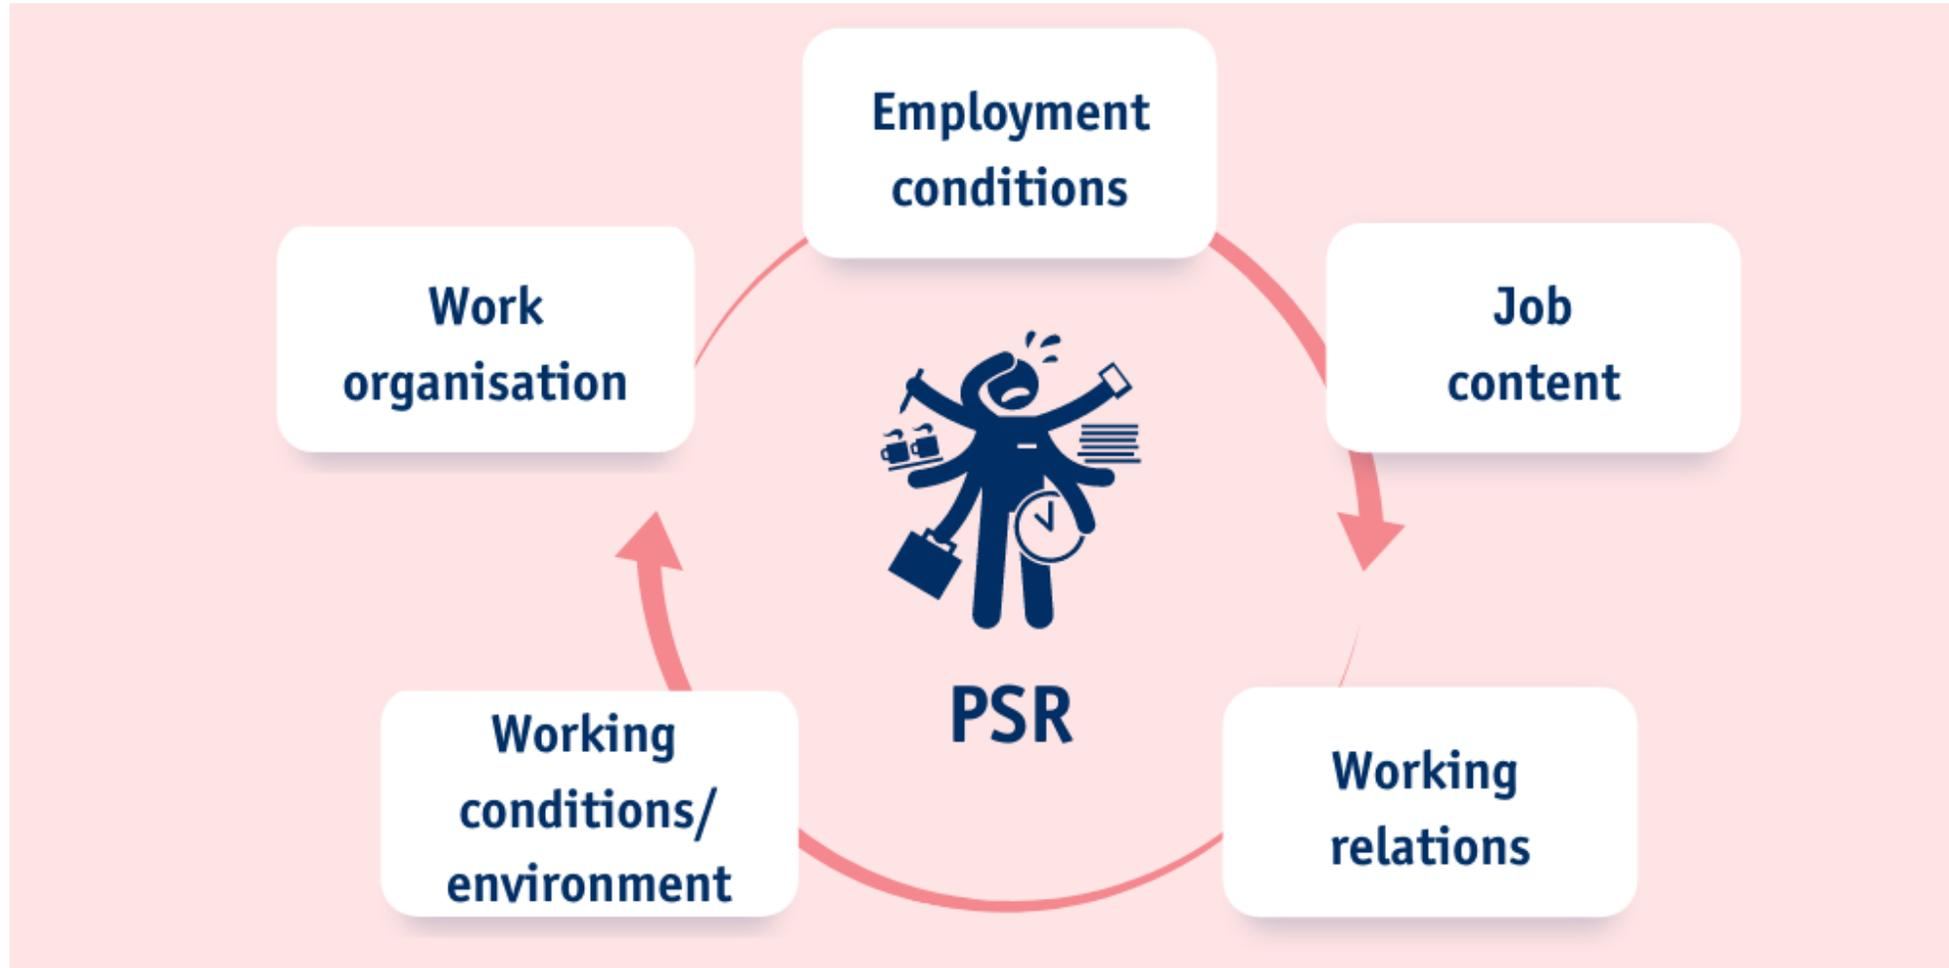 Employment
conditions
Work
organisation
Job
content
PSR
Working
conditions/
environment
Working
relations